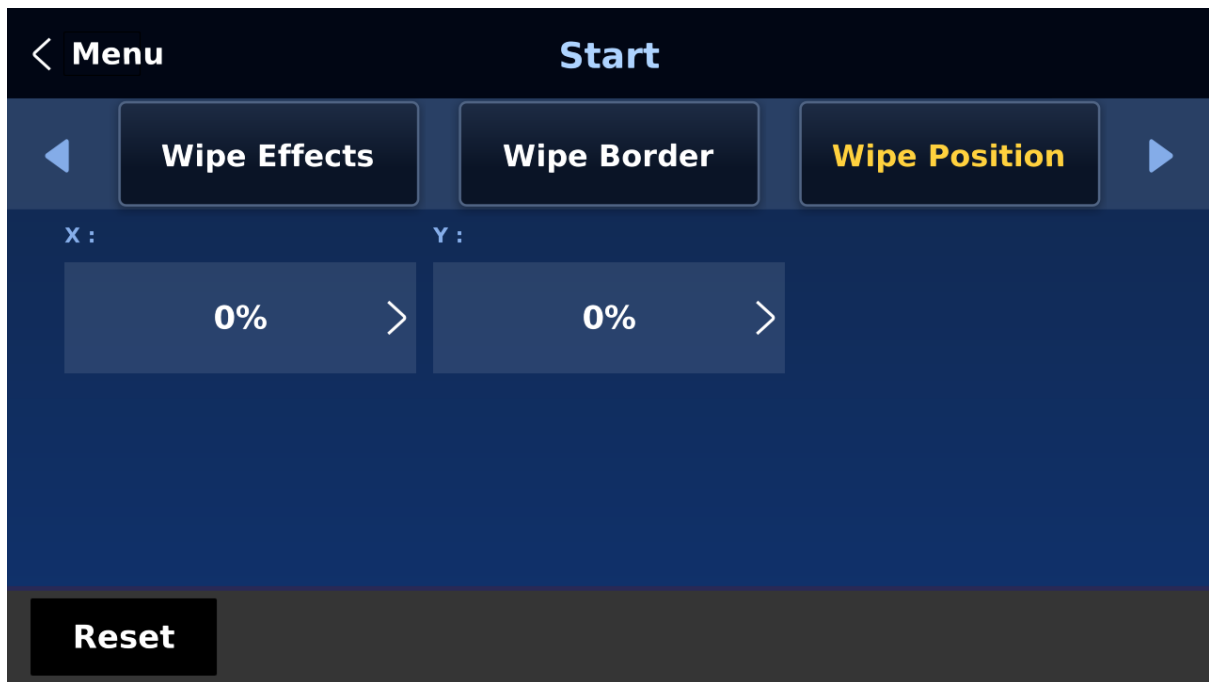 Menu
Start
Wipe Effects
Wipe Border
Wipe Position
X :
Y :
0%
0%
Reset